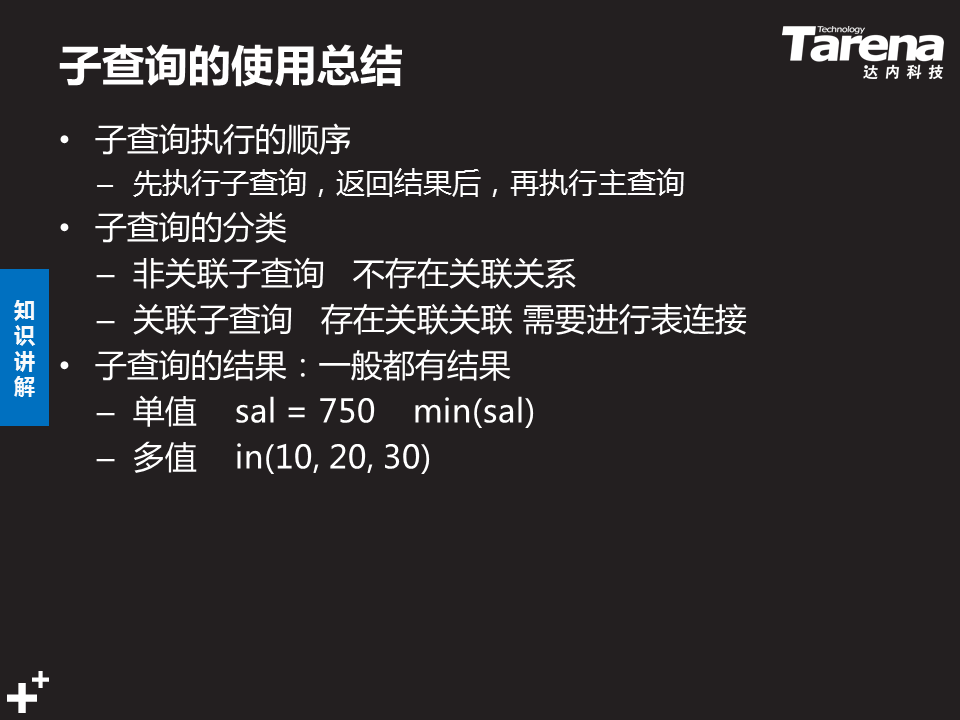 子查询的使用总结
Technology
Tarena
达内科技
• 子查询执行的顺序
– 先执行子查询，返回结果后，再执行主查询
• 子查询的分类
– 非关联子查询 不存在关联关系
– 关联子查询 存在关联关联 需要进行表连接
• 子查询的结果：一般都有结果
– 单值 sal = 750 min(sal)
– 多值 in(10, 20, 30)
知识讲解